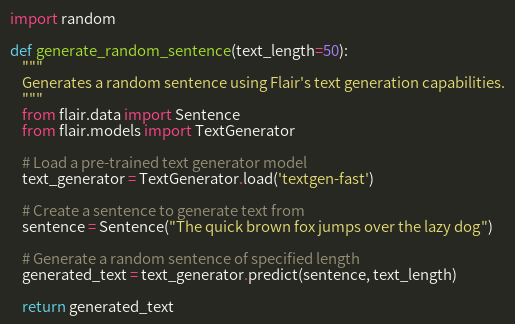 import random
def generate_random_sentence(text_length=50):
"""
Generates a random sentence using Flair's text generation capabilities.
"""
from flair.data import Sentence
from flair.models import TextGenerator
# Load a pre-trained text generator model
text_generator = TextGenerator.load('textgen-fast')
# Create a sentence to generate text from
sentence = Sentence("The quick brown fox jumps over the lazy dog")
# Generate a random sentence of specified length
generated_text = text_generator.predict(sentence, text_length)
return generated_text